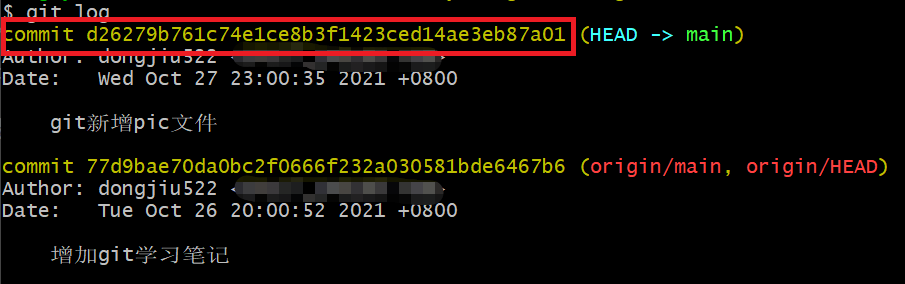 $ git log
commit d26279b761c74e1ce8b3f1423ced14ae3eb87a01 (HEAD -> main)
Author: dongjiu522 <
Date:   Wed Oct 27 23:00:35 2021 +0800
git新增pic文件
commit 77d9bae70da0bc2f0666f232a030581bde6467b6 (origin/main, origin/HEAD)
Author: dongjiu522 <
Date:   Tue Oct 26 20:00:52 2021 +0800
增加git学习笔记